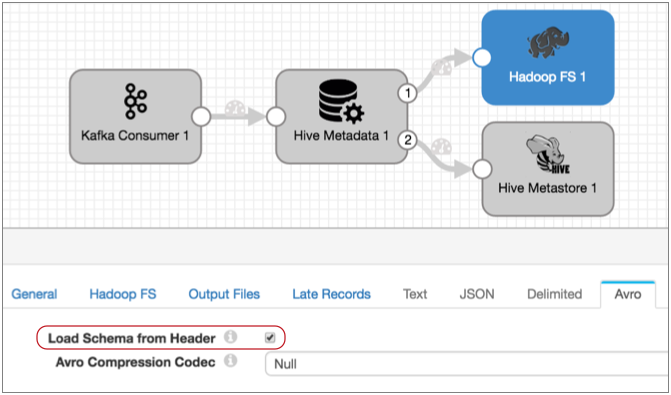 Kafka Consumer 1
Hive Metadata 1
1
2
Hadoop FS 1
HIVE
Hive Metastore 1
General Hadoop FS Output Files Late Records Text JSON Delimited Avro
Load Schema from Header
Avro Compression Codec Null